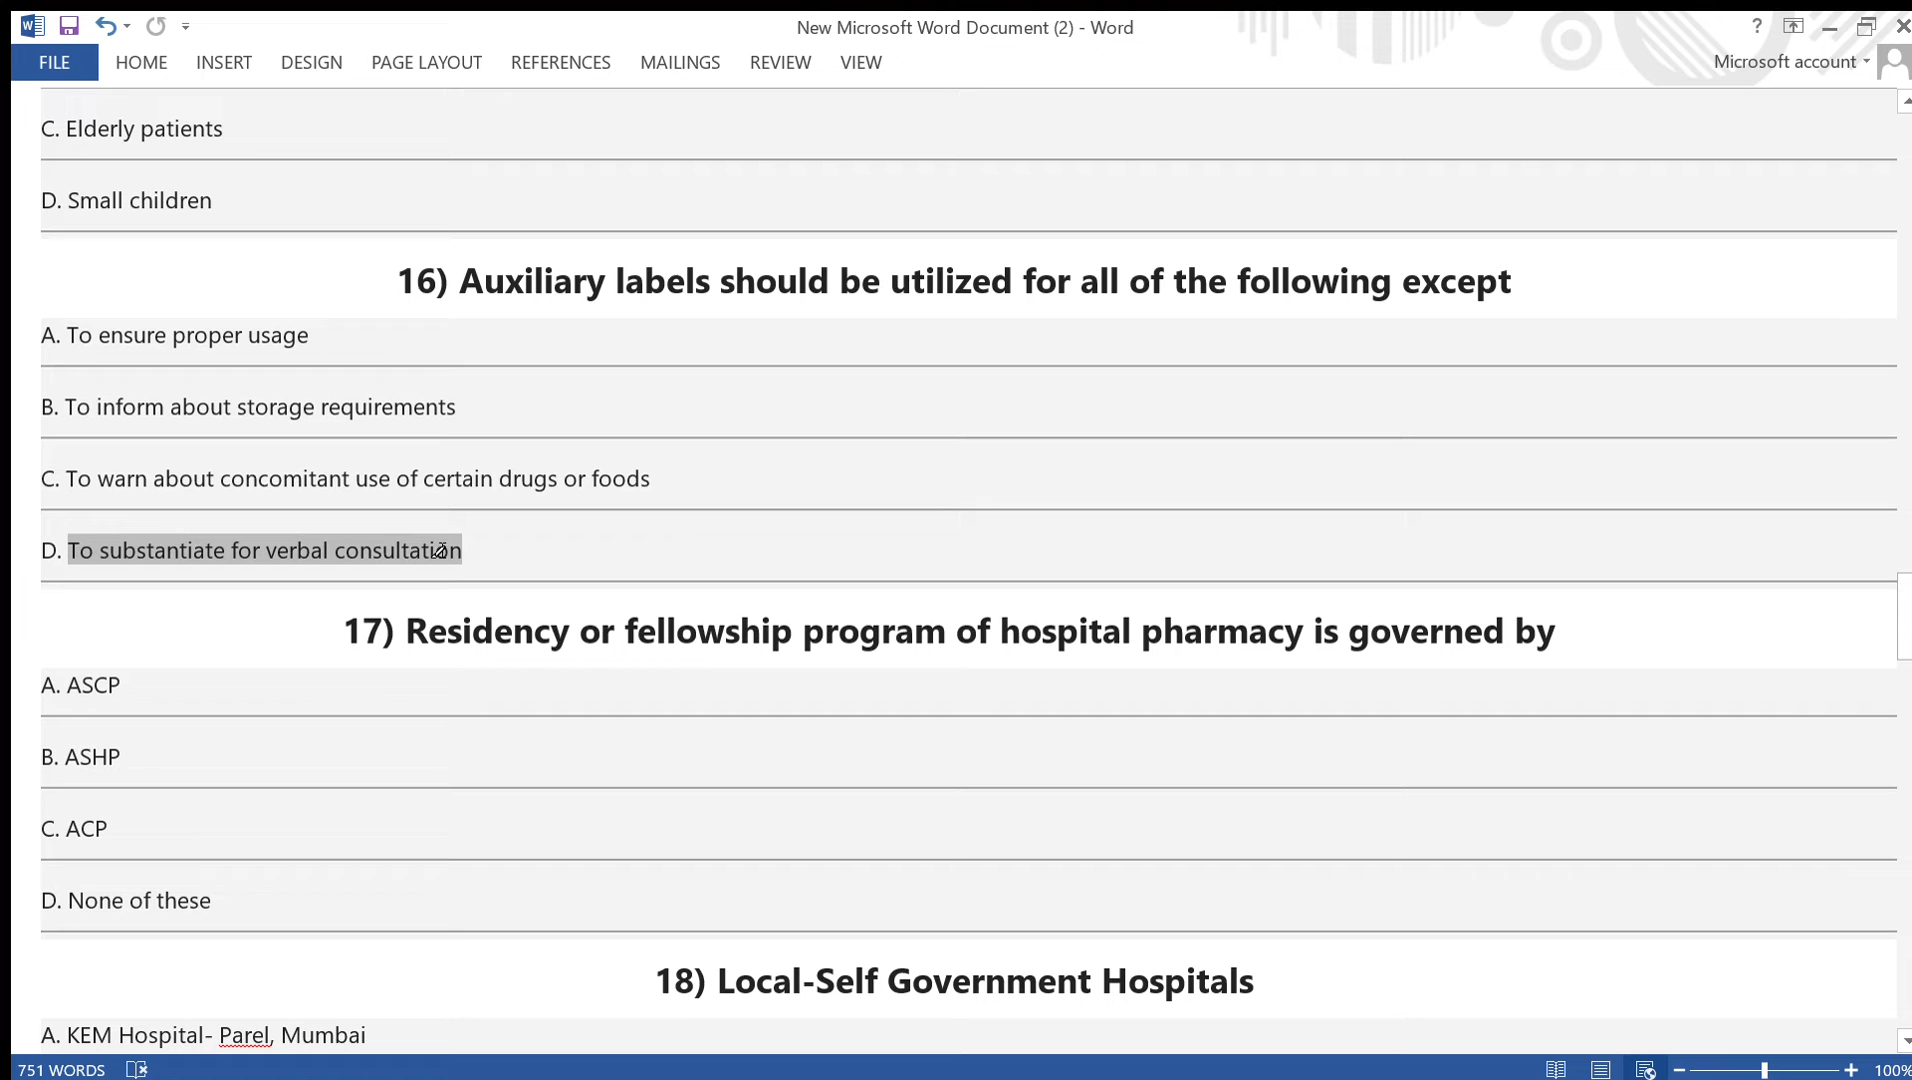 New Microsoft Word Document (2) - Word
?
FILE HOME INSERT DESIGN PAGE LAYOUT REFERENCES MAILINGS REVIEW VIEW Microsoft account
C. Elderly patients
D. Small children
16) Auxiliary labels should be utilized for all of the following except
A. To ensure proper usage
B. To inform about storage requirements
C. To warn about concomitant use of certain drugs or foods
D. To substantiate for verbal consultation
17) Residency or fellowship program of hospital pharmacy is governed by
A. ASCP
B. ASHP
C. ACP
D. None of these
18) Local-Self Government Hospitals
A. KEM Hospital- Parel, Mumbai
751 WORDS 100%